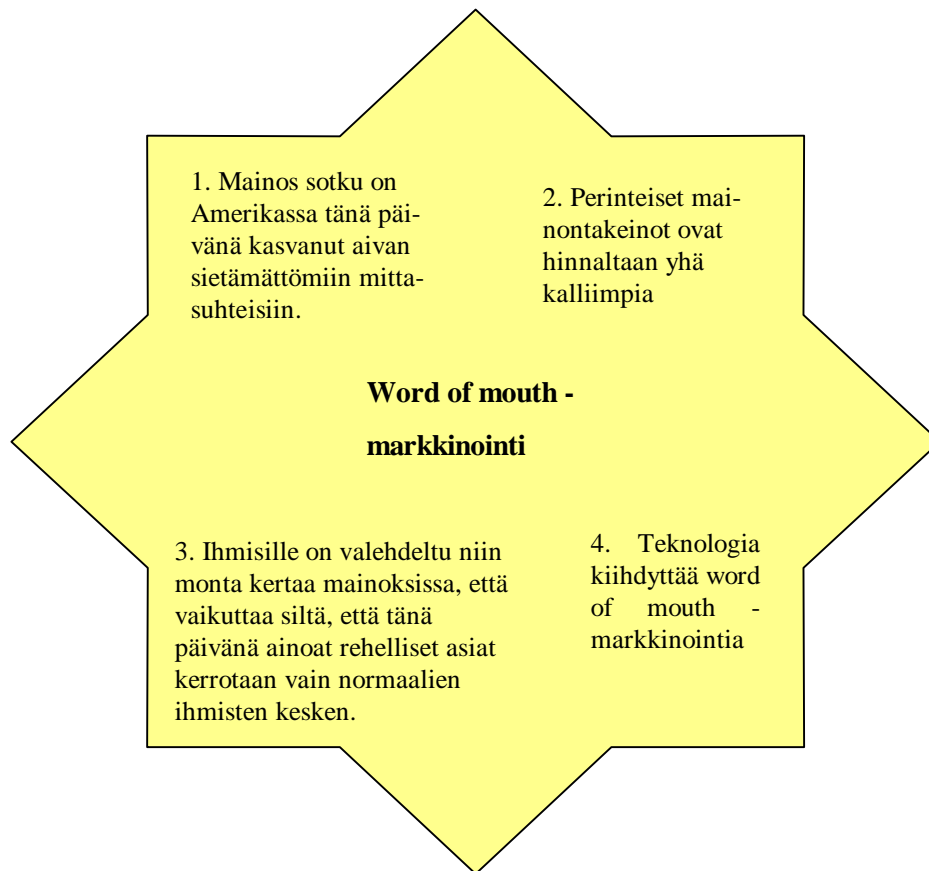 1. Mainos sotku on
Amerikassa tänä päi-
vänä kasvanut aivan
sietämättömiin mitta-
suhteisiin.
2. Perinteiset mai-
nontakeinot ovat
hinnaltaan yhä
kalliimpia
Word of mouth -
markkinointi
3. Ihmisille on valehdeltu niin
monta kertaa mainoksissa, että
vaikuttaa siltä, että tänä
päivänä ainoat rehelliset asiat
kerrotaan vain normaalien
ihmisten kesken.
4. Teknologia
kiihdyttää word
of mouth -
markkinointia